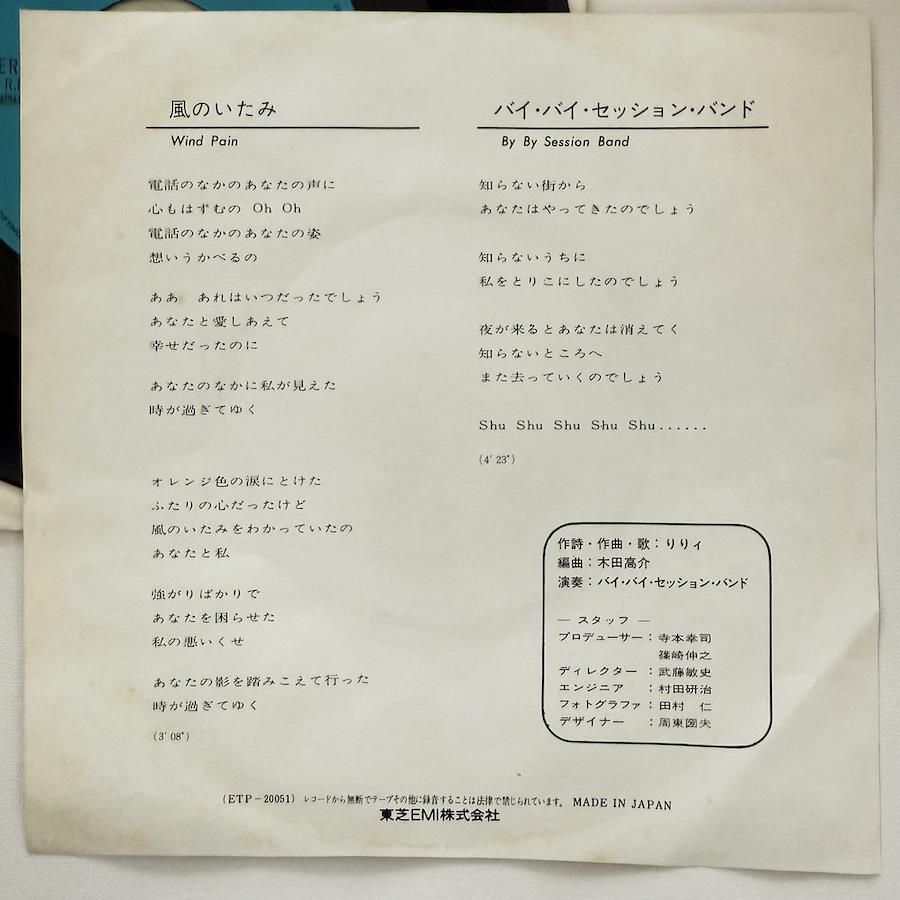 風のいたみ
Wind Pain
電話のなかのあなたの声に
心もはずむの Oh Oh
電話のなかのあなたの姿
想いうかべるの
ああ　あれはいつだったでしょう
あなたと愛しあえて
幸せだったのに
あなたのなかに私が見えた
時が過ぎてゆく
オレンジ色の涙にとけた
ふたりの心だったけど
風のいたみをわかっていたの
あなたと私
強がりばかりで
あなたを困らせた
私の悪いくせ
あなたの影を踏みこえて行った
時が過ぎてゆく
(3′08″)
バイ・バイ・セッション・バンド
By By Session Band
知らない街から
あなたはやってきたのでしょう
知らないうちに
私をとりこにしたのでしょう
夜が来るとあなたは消えてく
知らないところへ
また去っていくのでしょう
Shu Shu Shu Shu Shu......
(4′23″)
作詩・作曲・歌：りりィ
編曲：木田高介
演奏：バイ・バイ・セッション・バンド
— スタッフ —
プロデューサー：寺本幸司
篠崎伸之
ディレクター：武藤敏史
エンジニア：村田研治
フォトグラファ：田村　仁
デザイナー：周東圀夫
(ETP−20051) レコードから無断でテープその他に録音することは法律で禁じられています。 MADE IN JAPAN
東芝EMI株式会社